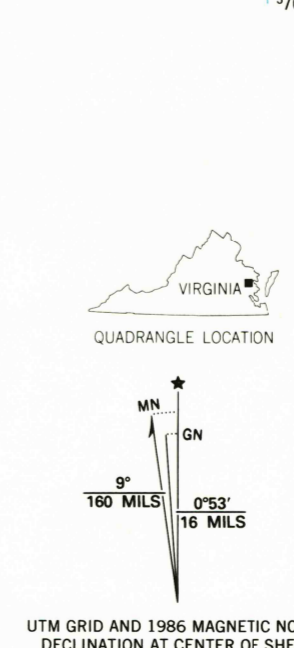 VIRGINIA
QUADRANGLE LOCATION
MN
GN
9°
160 MILS
0°53′
16 MILS
UTM GRID AND 1986 MAGNETIC NO
DECLINATION AT CENTER OF SHE